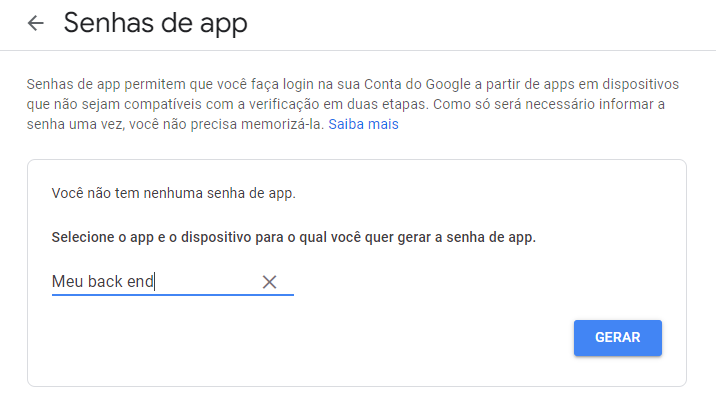 Senhas de app
Senhas de app permitem que você faça login na sua Conta do Google a partir de apps em dispositivos
que não sejam compatíveis com a verificação em duas etapas. Como só será necessário informar a
senha uma vez, você não precisa memorizá-la. Saiba mais
Você não tem nenhuma senha de app.
Selecione o app e o dispositivo para o qual você quer gerar a senha de app.
Meu back end
GERAR